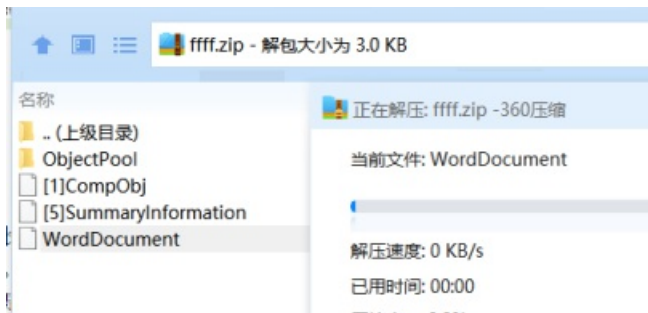 ffff.zip - 解包大小为 3.0 KB
名称
.. (上级目录)
ObjectPool
[1]CompObj
[5]SummaryInformation
WordDocument
正在解压: ffff.zip -360压缩
当前文件: WordDocument
解压速度: 0 KB/s
已用时间: 00:00